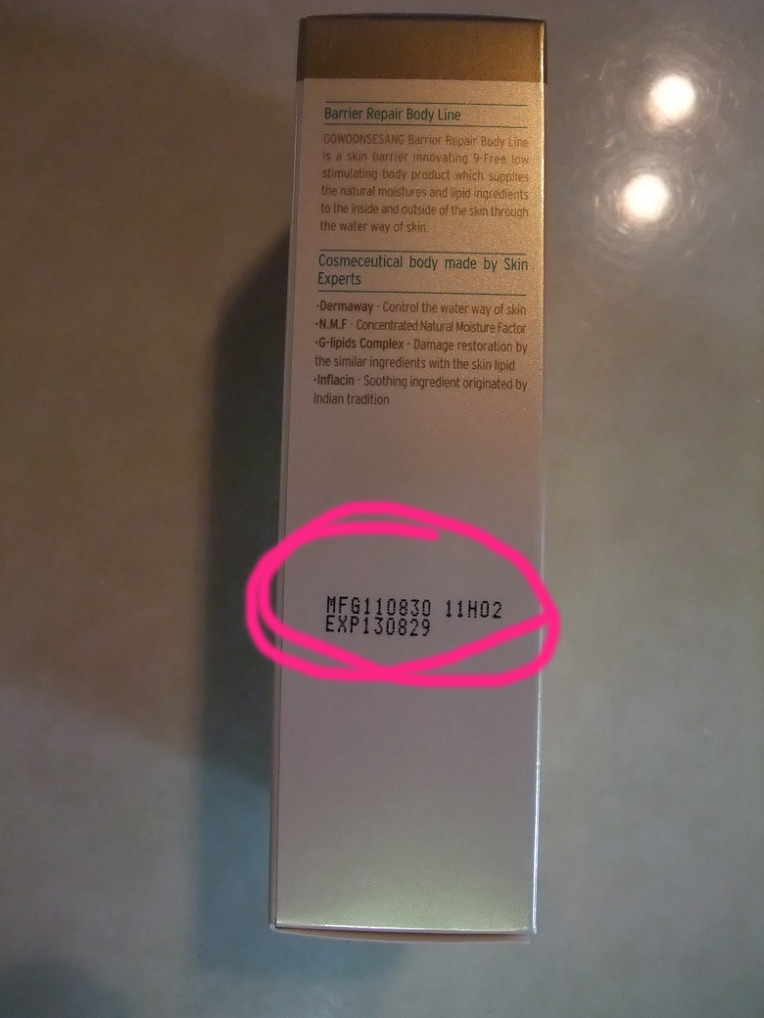 Barrier Repair Body Line
GOWOONSESANG Barrier Repair Body Line
is a skin barrier innovating 9-Free low
stimulating body product which supplies
the natural moistures and lipid ingredients
to the inside and outside of the skin through
the water way of skin.
Cosmeceutical body made by Skin
Experts
·Dermaway - Control the water way of skin
·N.M.F - Concentrated Natural Moisture Factor
·G-lipids Complex - Damage restoration by
the similar ingredients with the skin lipid
·Inflacin - Soothing ingredient originated by
Indian tradition
MFG110830 11H02
EXP130829